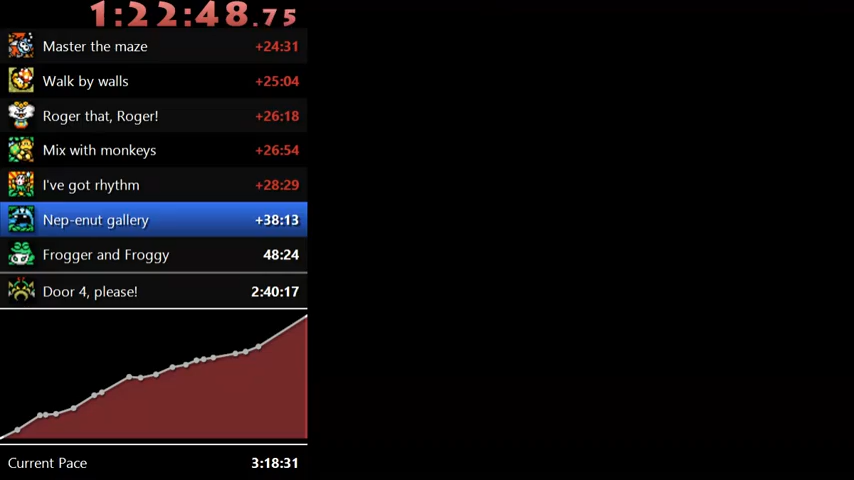 1:22:48.75
Master the maze +24:31
Walk by walls +25:04
Roger that, Roger! +26:18
Mix with monkeys +26:54
I've got rhythm +28:29
Nep-enut gallery +38:13
Frogger and Froggy 48:24
Door 4, please! 2:40:17
Current Pace 3:18:31